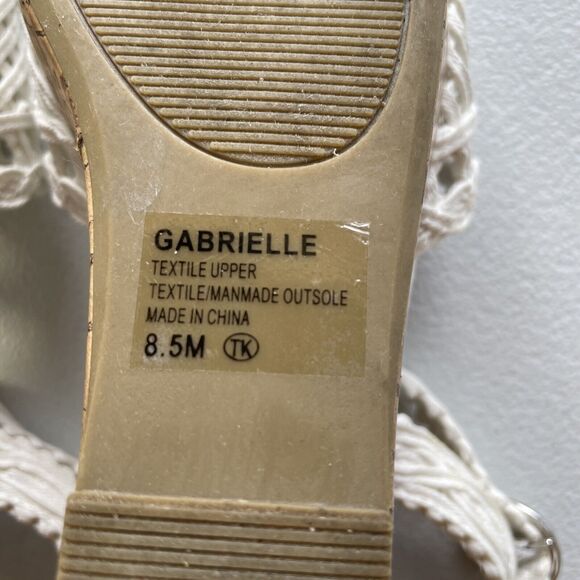 GABRIELLE
TEXTILE UPPER
TEXTILE/MANMADE OUTSOLE
MADE IN CHINA
8.5M TK